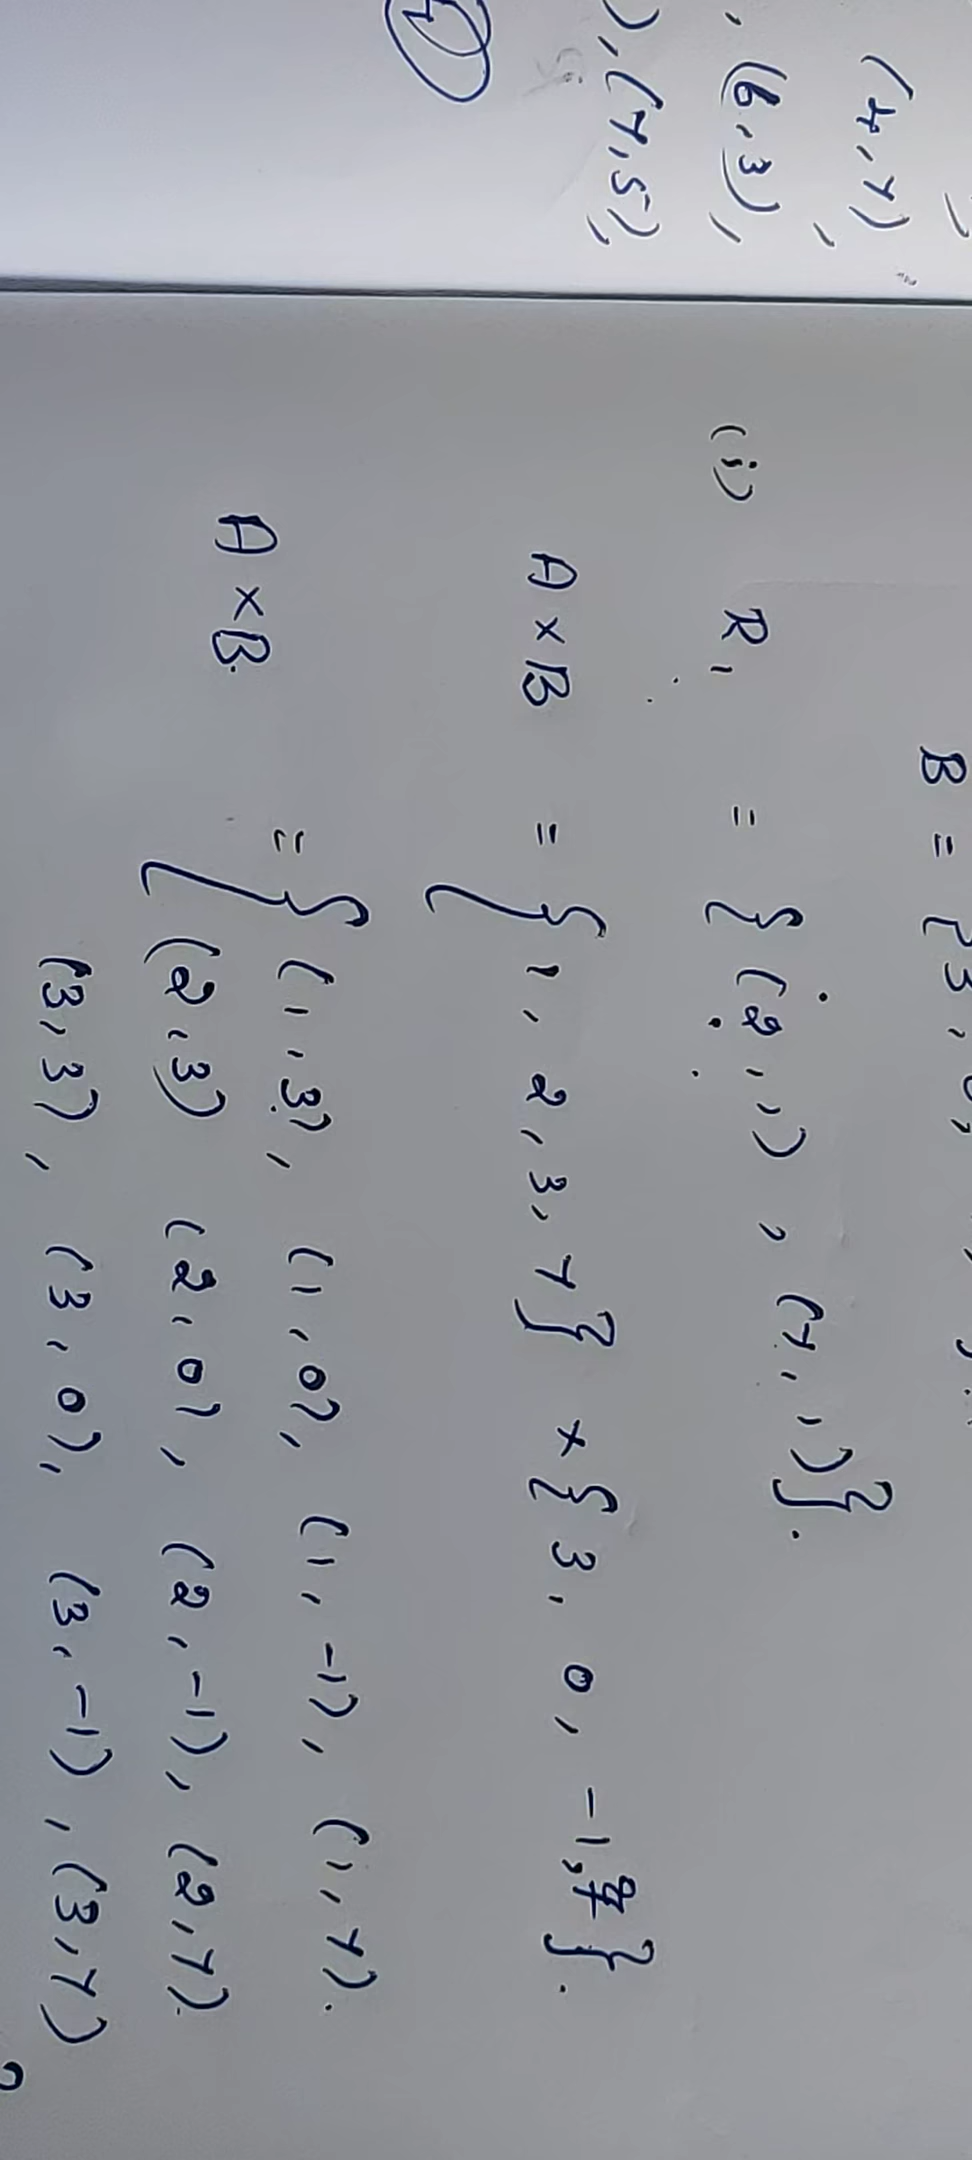 (4,7),
, (6,3),
), (7,5),
B = {3,
(i) R1 = {(2,1), (7,1)}.
A × B = {1, 2, 3, 7} × {3, 0, -1, 7}.
A × B = {(1,3), (1,0), (1,-1), (1,7).
(2,3) (2,0), (2,-1), (2,7).
(3,3), (3,0), (3,-1), (3,7)